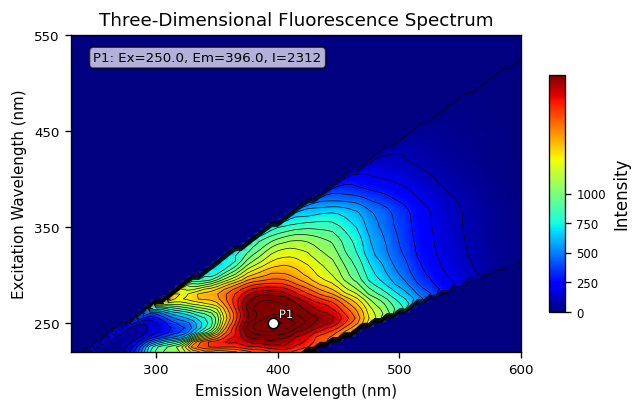 Three-Dimensional Fluorescence Spectrum
P1: Ex=250.0, Em=396.0, I=2312
P1
Excitation Wavelength (nm)
550
450
350
250
300
400
500
600
Emission Wavelength (nm)
1000
750
500
250
0
Intensity